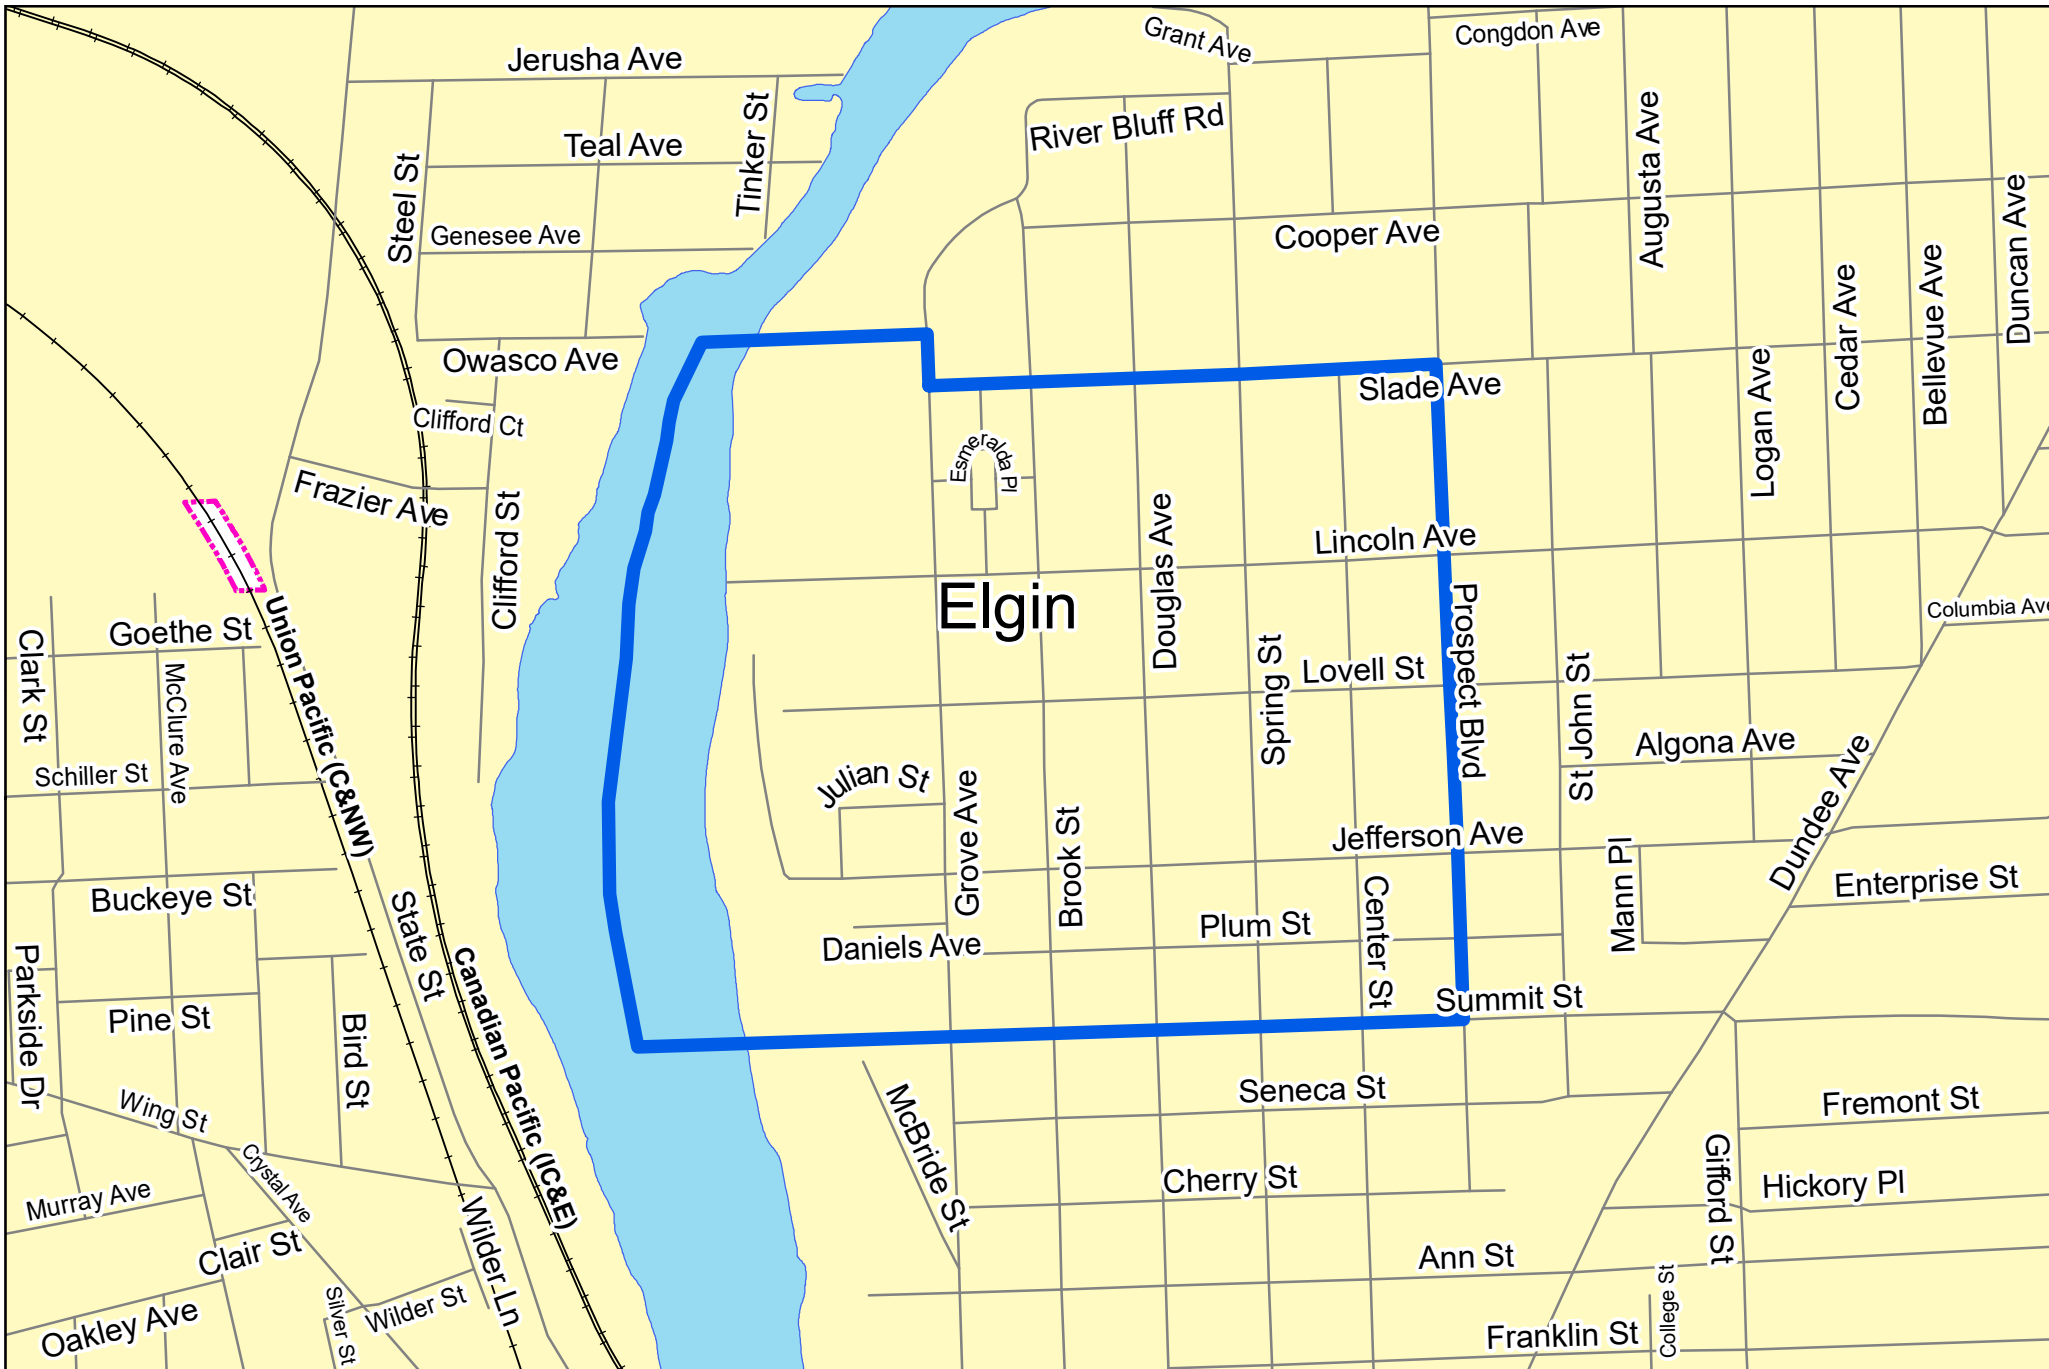 Grant Ave
Congdon Ave
Jerusha Ave
River Bluff Rd
Teal Ave
Tinker St
Augusta Ave
Steel St
Genesee Ave
Cooper Ave
Duncan Ave
Bellevue Ave
Cedar Ave
Owasco Ave
Slade Ave
Logan Ave
Clifford Ct
Esmeralda Pl
Frazier Ave
Clifford St
Douglas Ave
Lincoln Ave
Elgin
Prospect Blvd
Columbia Ave
Goethe St
Union Pacific (C&NW)
Clark St
McClure Ave
Spring St
Lovell St
St John St
Algona Ave
Schiller St
Julian St
Grove Ave
Brook St
Jefferson Ave
Dundee Ave
Mann Pl
Enterprise St
Buckeye St
State St
Center St
Plum St
Daniels Ave
Parkside Dr
Canadian Pacific (IC&E)
Summit St
Pine St
Bird St
Wing St
McBride St
Seneca St
Fremont St
Gifford St
Crystal Ave
Murray Ave
Cherry St
Hickory Pl
Clair St
Wilder Ln
Ann St
Oakley Ave
Silver St
Wilder St
Franklin St
College St